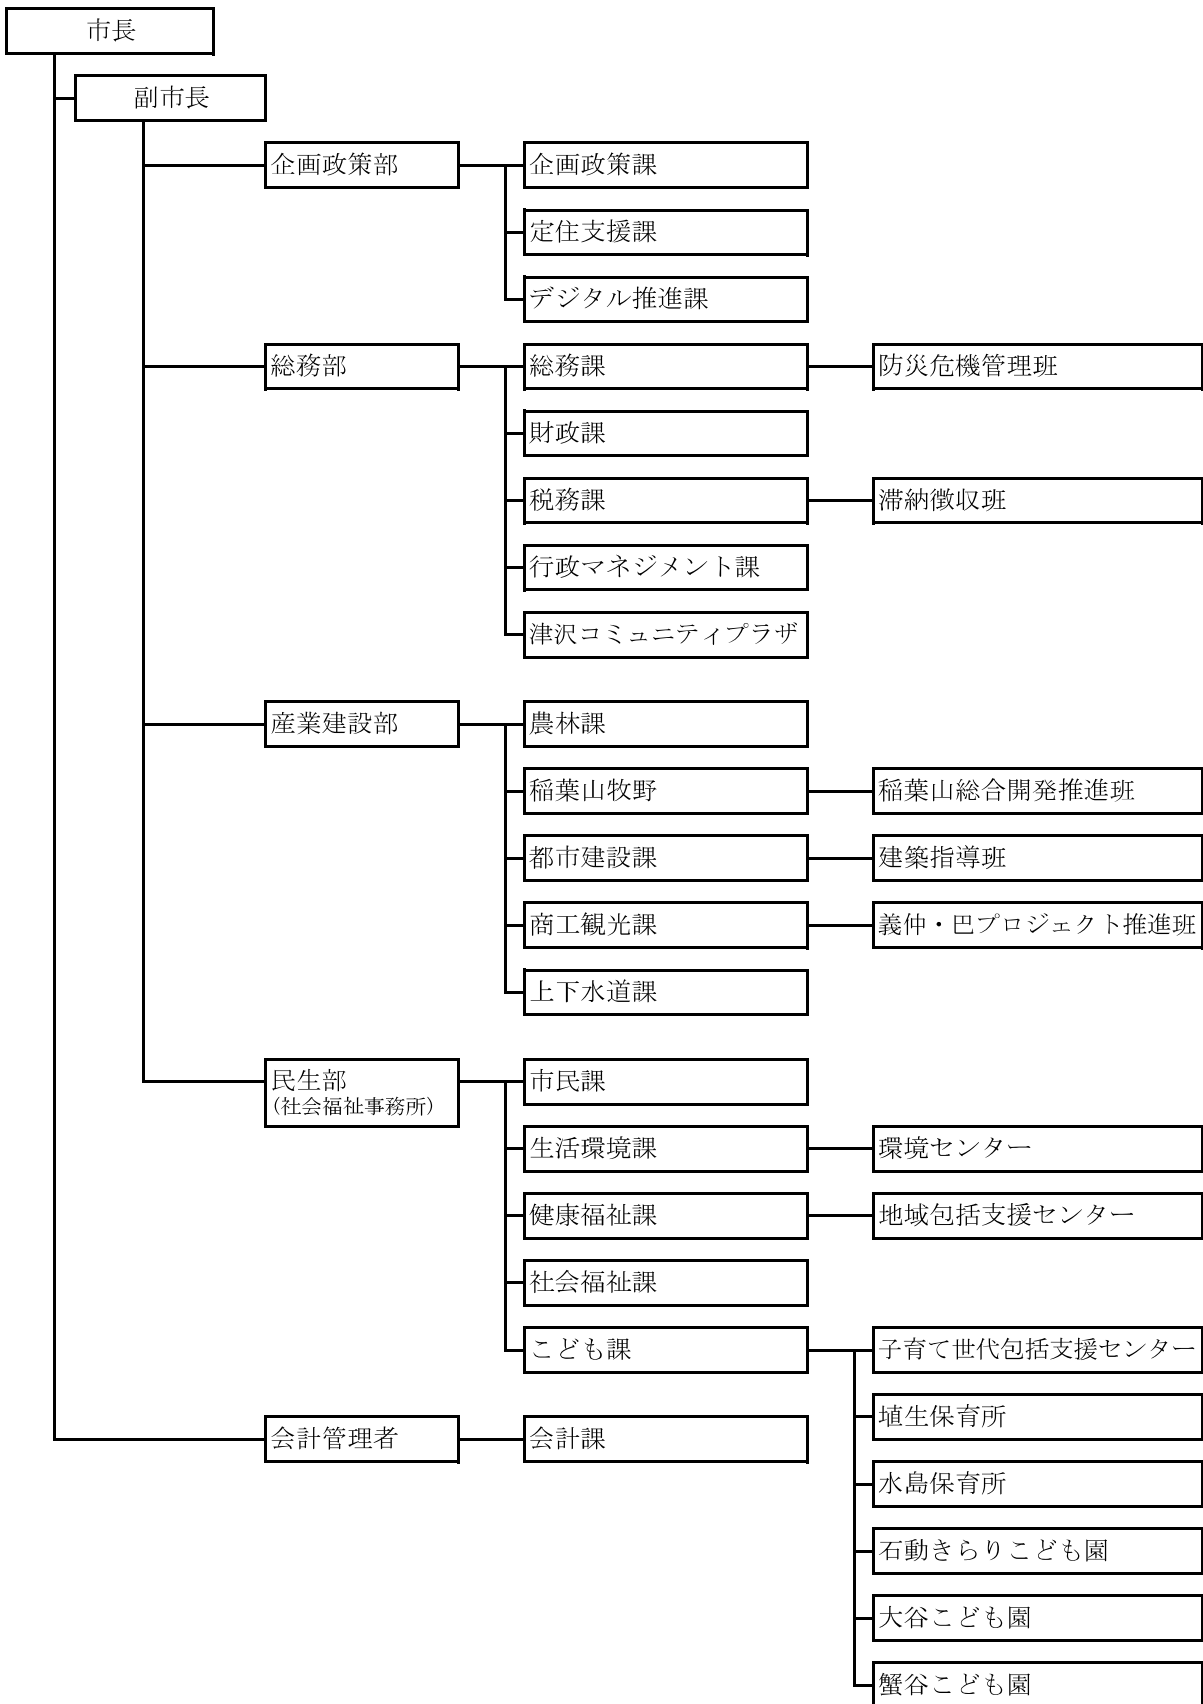 市長
副市長
企画政策部
企画政策課
定住支援課
デジタル推進課
総務部
総務課
防災危機管理班
財政課
税務課
滞納徴収班
行政マネジメント課
津沢コミュニティプラザ
産業建設部
農林課
稲葉山牧野
稲葉山総合開発推進班
都市建設課
建築指導班
商工観光課
義仲・巴プロジェクト推進班
上下水道課
民生部
(社会福祉事務所)
市民課
生活環境課
環境センター
健康福祉課
地域包括支援センター
社会福祉課
こども課
子育て世代包括支援センター
埴生保育所
水島保育所
石動きらりこども園
大谷こども園
蟹谷こども園
会計管理者
会計課